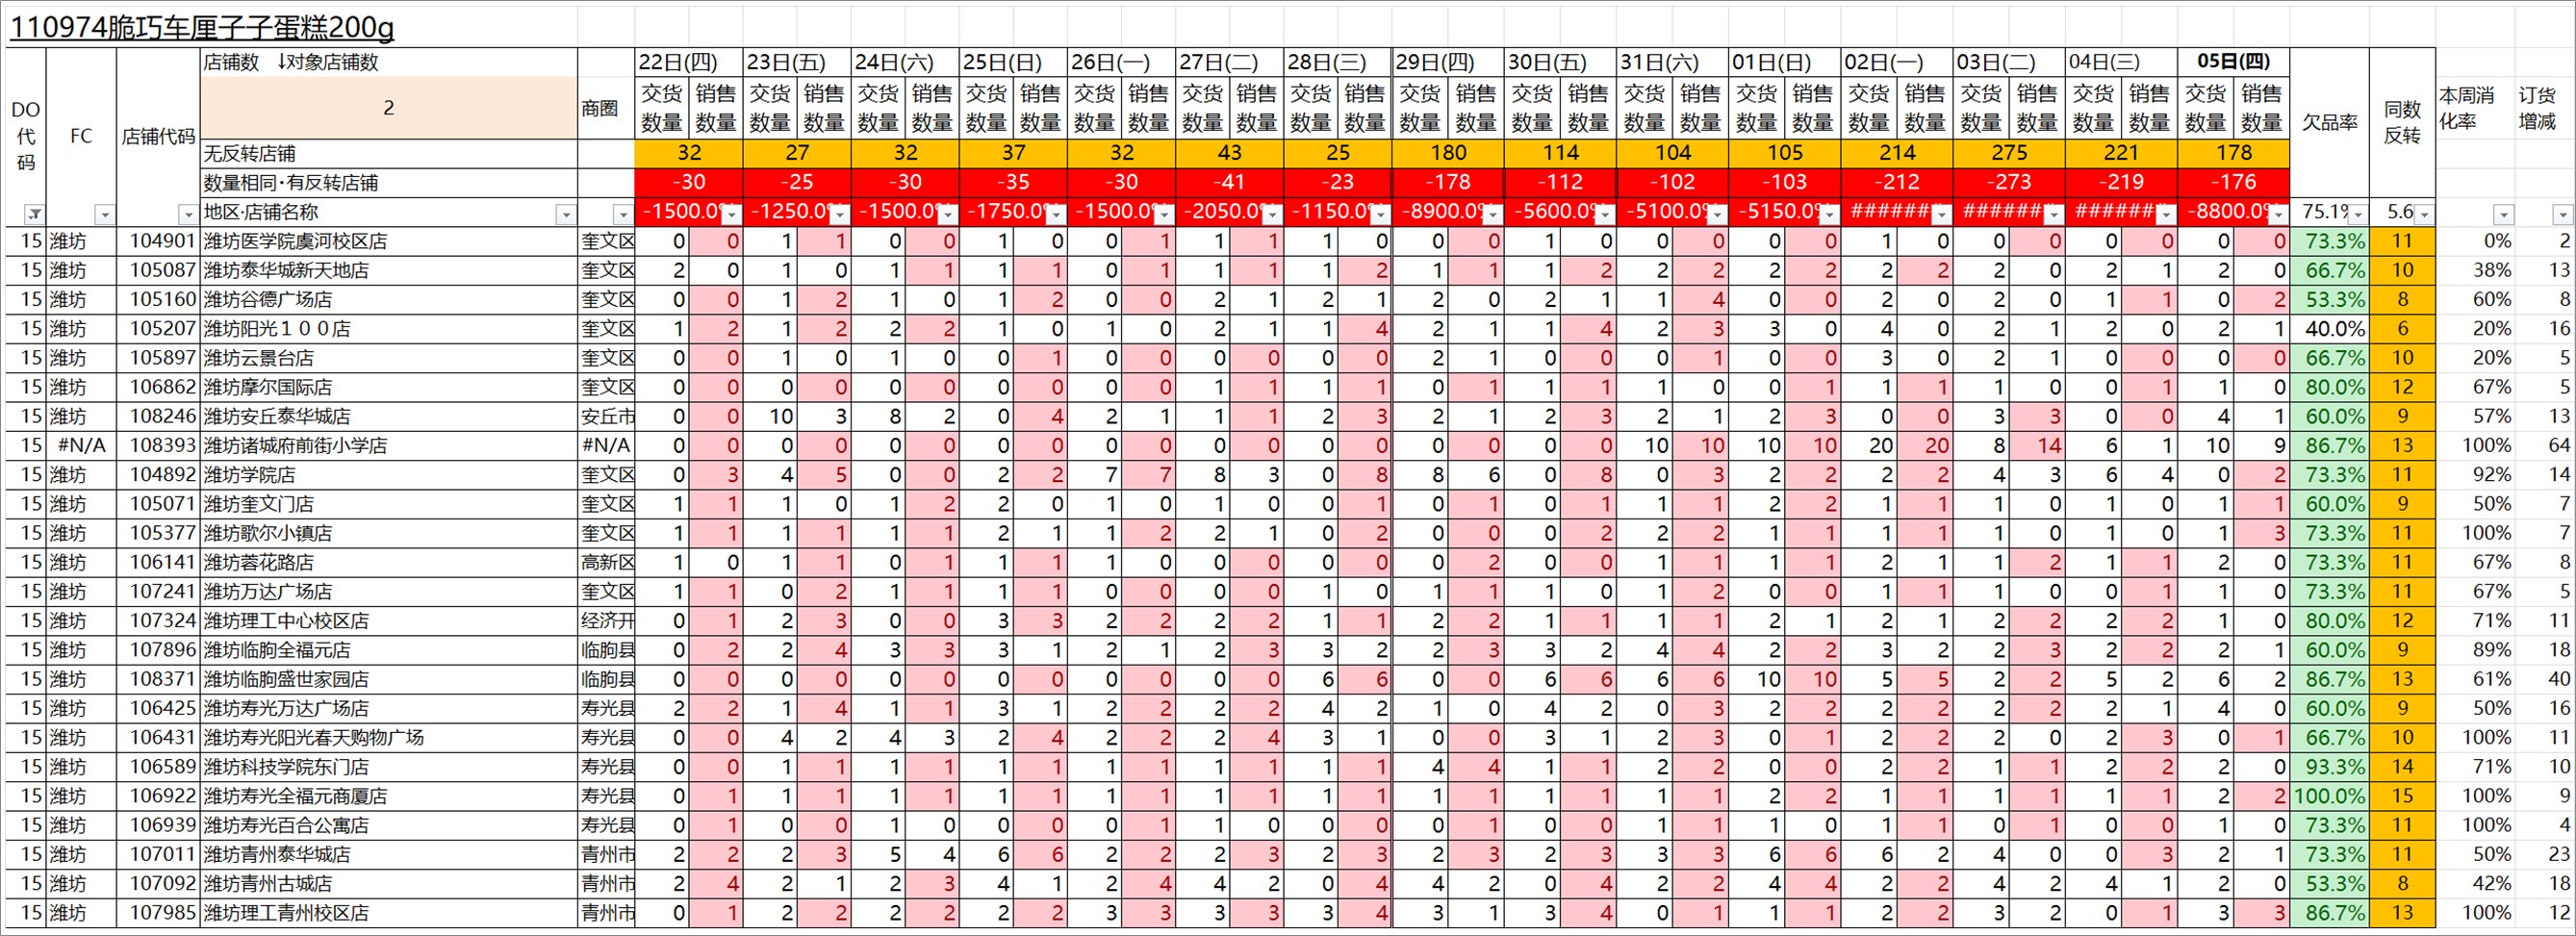 110974脆巧车厘子子蛋糕200g
店铺数 ↓对象店铺数 22日(四) 23日(五) 24日(六) 25日(日) 26日(一) 27日(二) 28日(三) 29日(四) 30日(五) 31日(六) 01日(日) 02日(一) 03日(二) 04日(三) 05日(四)
DO代码 FC 店铺代码 2 商圈 交货数量 销售数量 交货数量 销售数量 交货数量 销售数量 交货数量 销售数量 交货数量 销售数量 交货数量 销售数量 交货数量 销售数量 交货数量 销售数量 交货数量 销售数量 交货数量 销售数量 交货数量 销售数量 交货数量 销售数量 交货数量 销售数量 交货数量 销售数量 交货数量 销售数量 欠品率 同数反转 本周消化率 订货增减
无反转店铺 32 27 32 37 32 43 25 180 114 104 105 214 275 221 178
数量相同·有反转店铺 -30 -25 -30 -35 -30 -41 -23 -178 -112 -102 -103 -212 -273 -219 -176
地区·店铺名称 -1500.0% -1250.0% -1500.0% -1750.0% -1500.0% -2050.0% -1150.0% -8900.0% -5600.0% -5100.0% -5150.0% ####### ####### ####### -8800.0% 75.1% 5.6
15 潍坊 104901 潍坊医学院虞河校区店 奎文区 0 0 1 1 0 0 1 0 0 1 1 1 1 0 0 0 1 0 0 0 0 0 1 0 0 0 0 0 0 0 73.3% 11 0% 2
15 潍坊 105087 潍坊泰华城新天地店 奎文区 2 0 1 0 1 1 1 1 0 1 1 1 1 2 1 1 1 2 2 2 2 2 2 2 2 0 2 1 2 0 66.7% 10 38% 13
15 潍坊 105160 潍坊谷德广场店 奎文区 0 0 1 2 1 0 1 2 0 0 2 1 2 1 2 0 2 1 1 4 0 0 2 0 2 0 1 1 0 2 53.3% 8 60% 8
15 潍坊 105207 潍坊阳光１００店 奎文区 1 2 1 2 2 2 1 0 1 0 2 1 1 4 2 1 1 4 2 3 3 0 4 0 2 1 2 0 2 1 40.0% 6 20% 16
15 潍坊 105897 潍坊云景台店 奎文区 0 0 1 0 1 0 0 1 0 0 0 0 0 0 2 1 0 0 0 1 0 0 3 0 2 1 0 0 0 0 66.7% 10 20% 5
15 潍坊 106862 潍坊摩尔国际店 奎文区 0 0 0 0 0 0 0 0 0 0 1 1 1 1 0 1 1 1 1 0 0 1 1 1 1 0 0 1 1 0 80.0% 12 67% 5
15 潍坊 108246 潍坊安丘泰华城店 安丘市 0 0 10 3 8 2 0 4 2 1 1 1 2 3 2 1 2 3 2 1 2 3 0 0 3 3 0 0 4 1 60.0% 9 57% 13
15 #N/A 108393 潍坊诸城府前街小学店 #N/A 0 0 0 0 0 0 0 0 0 0 0 0 0 0 0 0 0 0 10 10 10 10 20 20 8 14 6 1 10 9 86.7% 13 100% 64
15 潍坊 104892 潍坊学院店 奎文区 0 3 4 5 0 0 2 2 7 7 8 3 0 8 8 6 0 8 0 3 2 2 2 2 4 3 6 4 0 2 73.3% 11 92% 14
15 潍坊 105071 潍坊奎文门店 奎文区 1 1 1 0 1 2 2 0 1 0 1 0 0 1 0 1 0 1 1 1 2 2 1 1 1 0 1 0 1 1 60.0% 9 50% 7
15 潍坊 105377 潍坊歌尔小镇店 奎文区 1 1 1 1 1 1 2 1 1 2 2 1 0 2 0 0 0 2 2 2 1 1 1 1 1 0 1 0 1 3 73.3% 11 100% 7
15 潍坊 106141 潍坊蓉花路店 高新区 1 0 1 1 0 1 1 1 1 0 0 0 0 0 0 2 0 0 1 1 1 1 2 1 1 2 1 1 2 0 73.3% 11 67% 8
15 潍坊 107241 潍坊万达广场店 奎文区 1 1 0 2 1 1 1 1 0 0 0 0 1 0 1 1 1 0 1 2 0 0 1 1 1 0 0 1 1 0 73.3% 11 67% 5
15 潍坊 107324 潍坊理工中心校区店 经济开 0 1 2 3 0 0 3 3 2 2 2 2 1 1 2 2 1 1 1 1 2 1 2 1 2 2 2 2 1 0 80.0% 12 71% 11
15 潍坊 107896 潍坊临朐全福元店 临朐县 0 2 2 4 3 3 3 1 2 1 2 3 3 2 2 3 3 2 4 4 2 2 3 2 2 3 2 2 2 1 60.0% 9 89% 18
15 潍坊 108371 潍坊临朐盛世家园店 临朐县 0 0 0 0 0 0 0 0 0 0 0 0 6 6 0 0 6 6 6 6 10 10 5 5 2 2 5 2 6 2 86.7% 13 61% 40
15 潍坊 106425 潍坊寿光万达广场店 寿光县 2 2 1 4 1 1 3 1 2 2 2 2 4 2 1 0 4 2 0 3 2 2 2 2 2 2 2 1 4 0 60.0% 9 50% 16
15 潍坊 106431 潍坊寿光阳光春天购物广场 寿光县 0 0 4 2 4 3 2 4 2 2 2 4 3 1 0 0 3 1 2 3 0 1 2 2 2 0 2 3 0 1 66.7% 10 100% 11
15 潍坊 106589 潍坊科技学院东门店 寿光县 0 0 1 1 1 1 1 1 1 1 1 1 1 1 4 4 1 1 2 2 0 0 2 2 1 1 2 2 2 0 93.3% 14 71% 10
15 潍坊 106922 潍坊寿光全福元商厦店 寿光县 0 1 1 1 1 1 1 1 1 1 1 1 1 1 1 1 1 1 1 1 2 2 1 1 1 1 1 1 2 2 100.0% 15 100% 9
15 潍坊 106939 潍坊寿光百合公寓店 寿光县 0 1 0 0 1 0 0 0 0 1 1 0 0 0 0 1 0 0 1 1 1 0 1 1 0 1 0 0 1 0 73.3% 11 100% 4
15 潍坊 107011 潍坊青州泰华城店 青州市 2 2 2 3 5 4 6 6 2 2 2 3 2 3 2 3 2 3 3 3 6 6 6 2 4 0 0 3 2 1 73.3% 11 50% 23
15 潍坊 107092 潍坊青州古城店 青州市 2 4 2 1 2 3 4 1 2 4 4 2 0 4 4 2 0 4 2 2 4 4 2 2 4 2 4 1 2 0 53.3% 8 42% 18
15 潍坊 107985 潍坊理工青州校区店 青州市 0 1 2 2 2 2 2 2 3 3 3 3 3 4 3 1 3 4 0 1 1 1 2 2 3 2 0 1 3 3 86.7% 13 100% 12